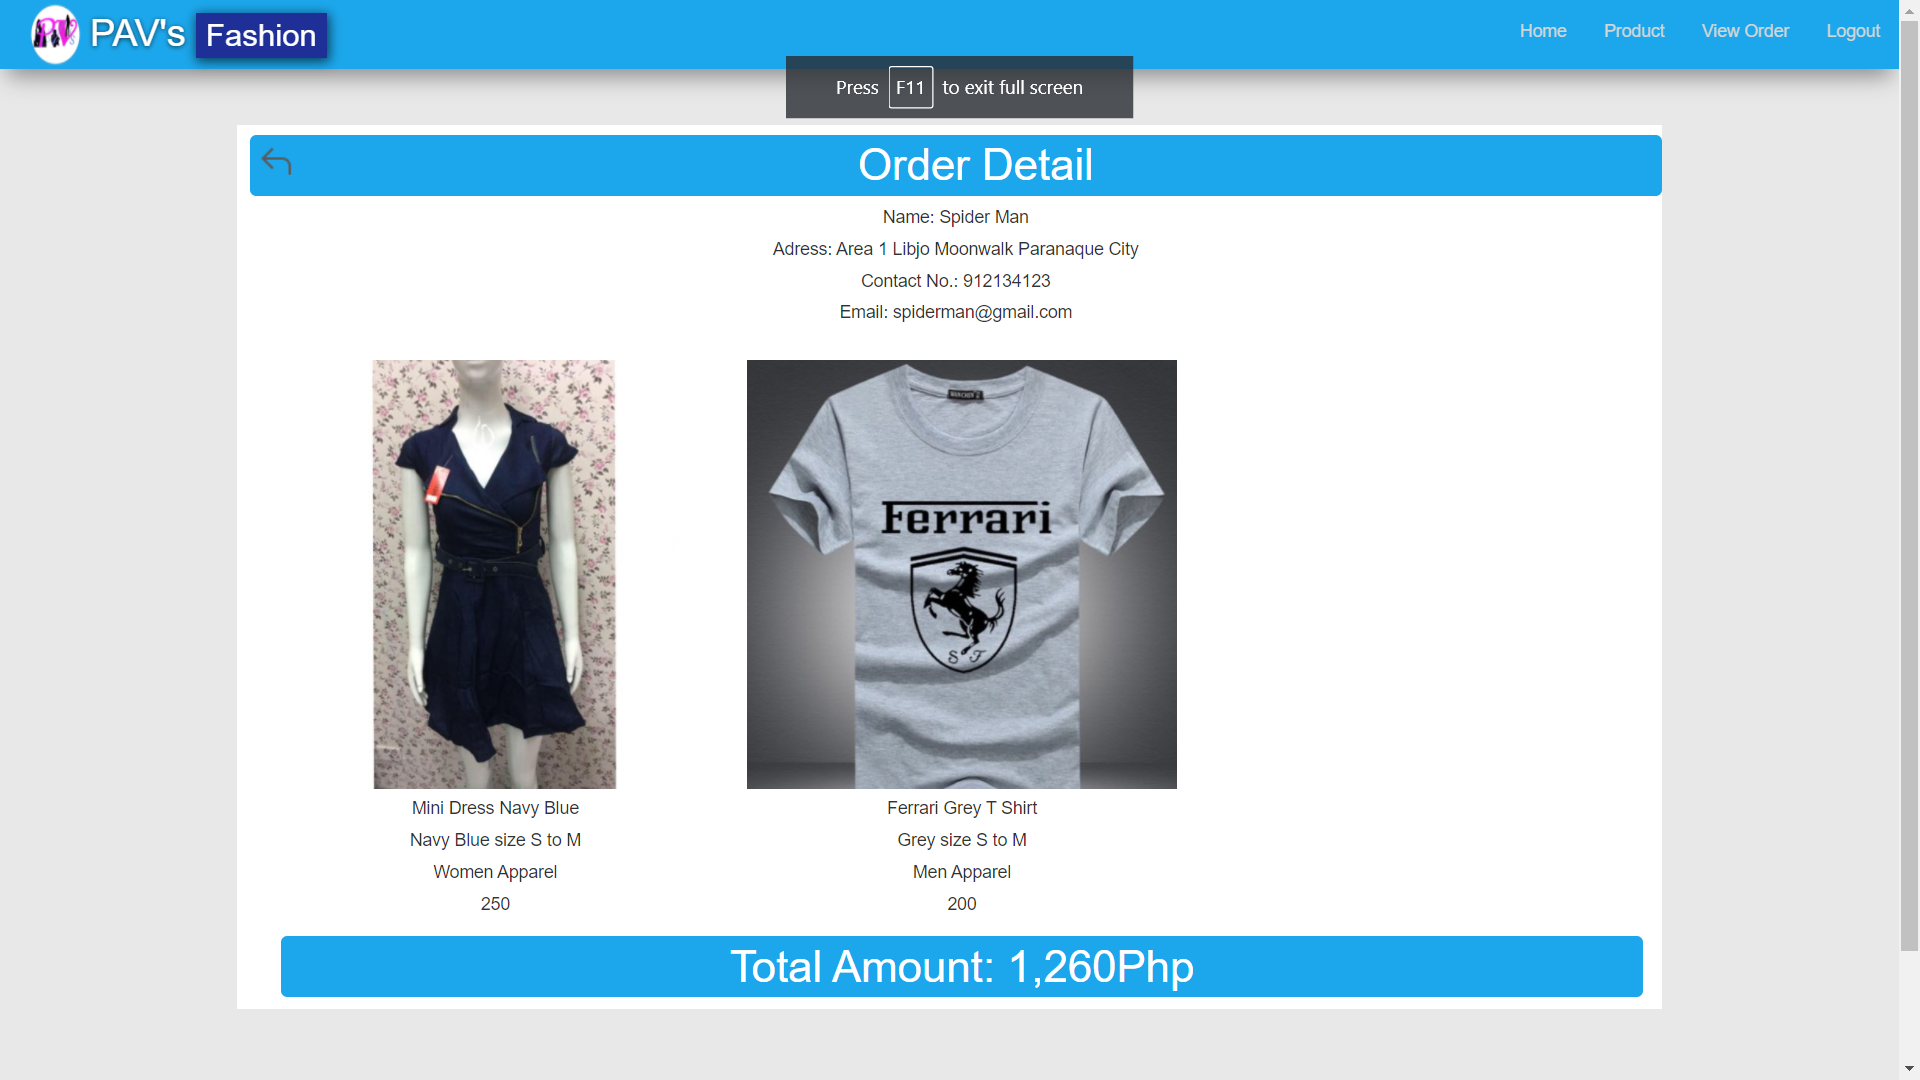 PAV's Fashion
Home Product View Order Logout
Press F11 to exit full screen
Order Detail
Name: Spider Man
Adress: Area 1 Libjo Moonwalk Paranaque City
Contact No.: 912134123
Email: spiderman@gmail.com
Ferrari
S F
Mini Dress Navy Blue
Navy Blue size S to M
Women Apparel
250
Ferrari Grey T Shirt
Grey size S to M
Men Apparel
200
Total Amount: 1,260Php